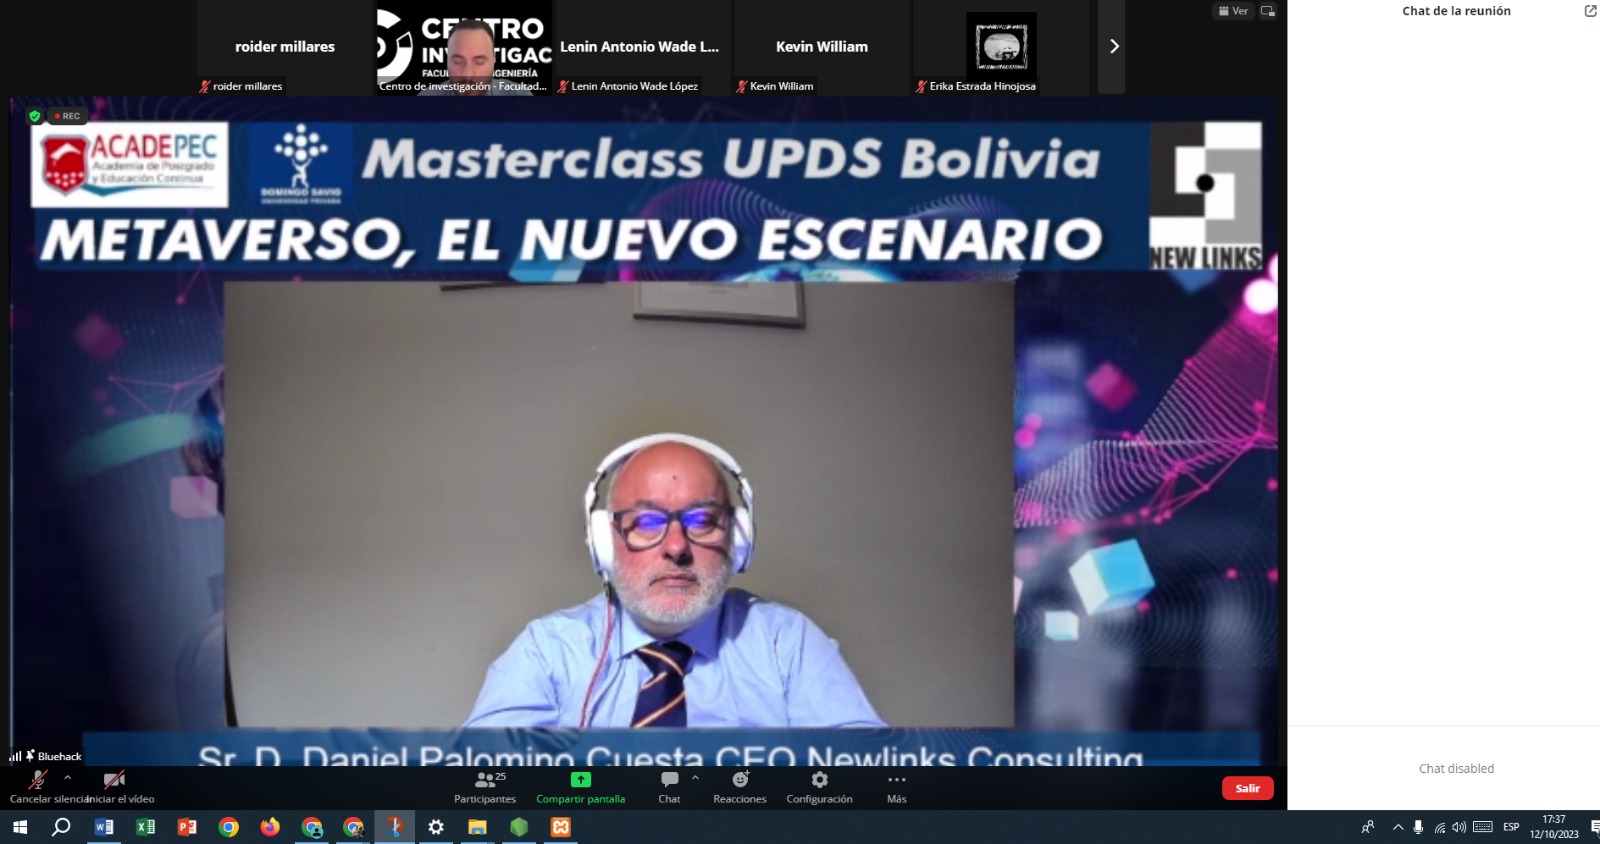 roider millares
roider millares
CENTRO
INVESTIGAC
FACUL
INGENIERÍA
Centro de investigación - Facultad...
Lenin Antonio Wade L...
Lenin Antonio Wade López
Kevin William
Kevin William
Erika Estrada Hinojosa
Ver
Chat de la reunión
REC
ACADEPEC
Academia de Postgrado
y Educación Continua
DOMINGO SAVIO
UNIVERSIDAD PRIVADA
Masterclass UPDS Bolivia
METAVERSO, EL NUEVO ESCENARIO
NEW LINKS
Sr. D. Daniel Palomino Cuesta CEO Newlinks Consulting
Bluehack
Chat disabled
Cancelar silenciar
Iniciar el vídeo
25
Participantes
Compartir pantalla
Chat
Reacciones
Configuración
Más
Salir
ESP
17:37
12/10/2023